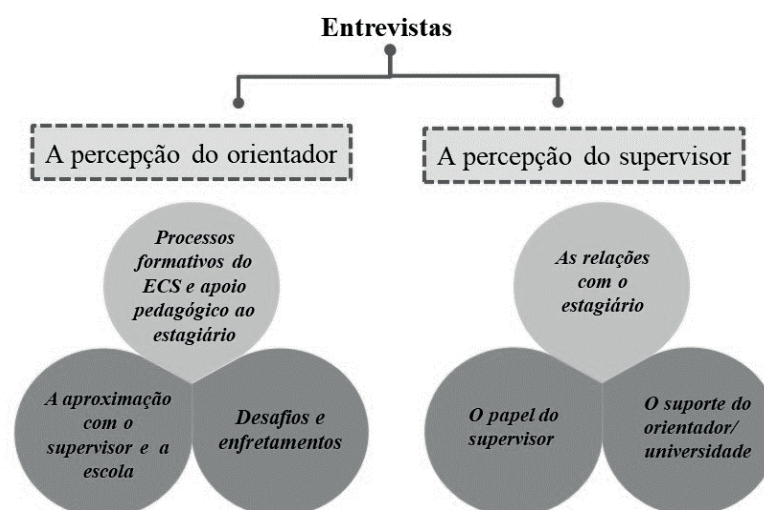 Entrevistas
A percepção do orientador
A percepção do supervisor
Processos
formativos do
ECS e apoio
pedagógico ao
estagiário
A aproximação
com o
supervisor e a
escola
Desafios e
enfretamentos
As relações
com o
estagiário
O papel do
supervisor
O suporte do
orientador/
universidade